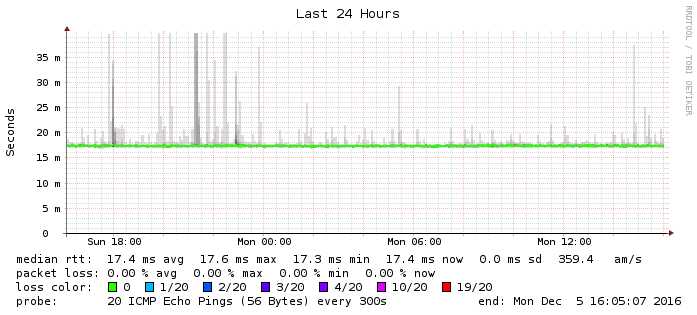 Last 24 Hours
RRDTOOL / TOBI OETIKER
Seconds
35 m
30 m
25 m
20 m
15 m
10 m
5 m
0
Sun 18:00 Mon 00:00 Mon 06:00 Mon 12:00
median rtt: 17.4 ms avg 17.6 ms max 17.3 ms min 17.4 ms now 0.0 ms sd 359.4 am/s
packet loss: 0.00 % avg 0.00 % max 0.00 % min 0.00 % now
loss color: 0 1/20 2/20 3/20 4/20 10/20 19/20
probe: 20 ICMP Echo Pings (56 Bytes) every 300s end: Mon Dec 5 16:05:07 2016